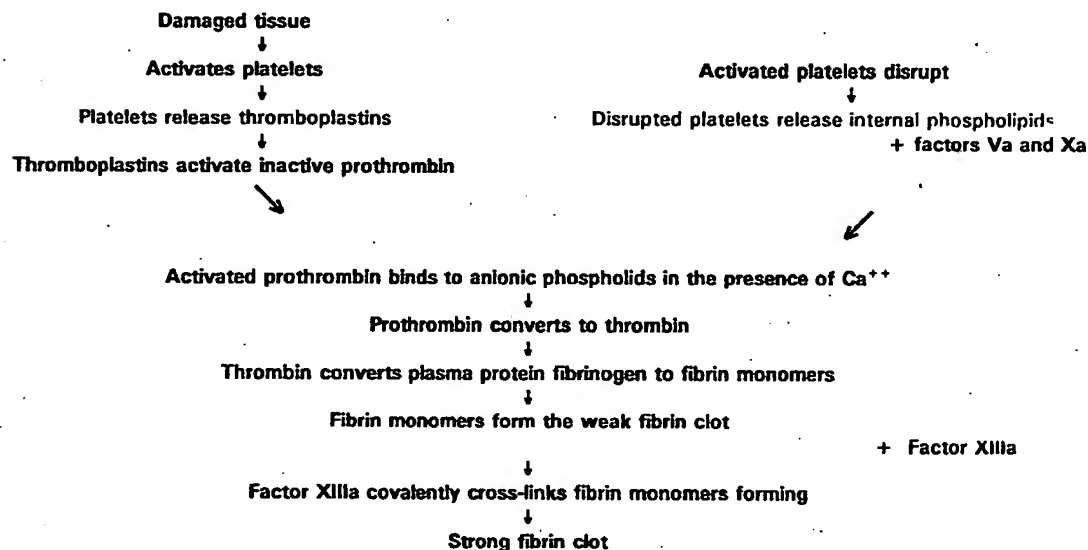 Damaged tissue
Activates platelets
Platelets release thromboplastins
Thromboplastins activate inactive prothrombin
Activated platelets disrupt
Disrupted platelets release internal phospholipids
+ factors Va and Xa
Activated prothrombin binds to anionic phospholids in the presence of Ca⁺⁺
Prothrombin converts to thrombin
Thrombin converts plasma protein fibrinogen to fibrin monomers
Fibrin monomers form the weak fibrin clot
+ Factor XIIIa
Factor XIIIa covalently cross-links fibrin monomers forming
Strong fibrin clot